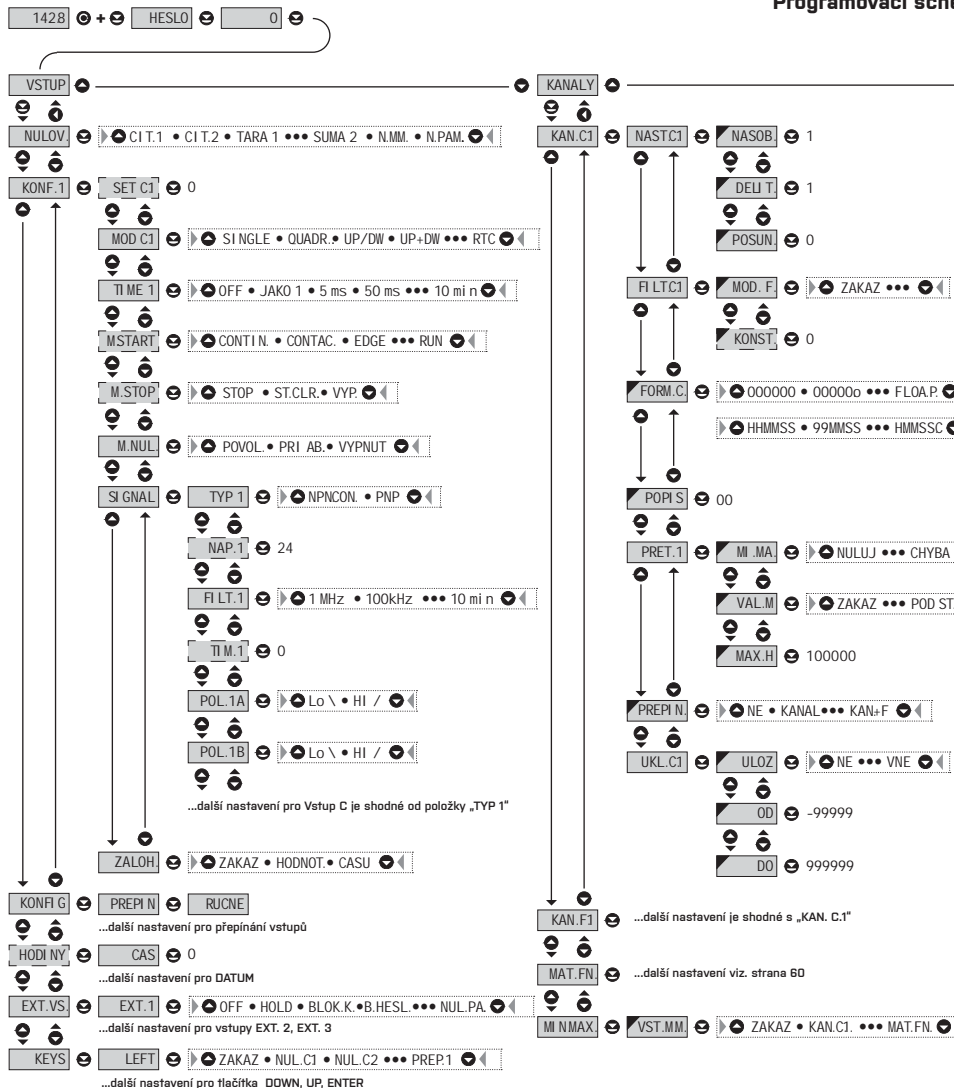 Programovací sch
1428 + HESLO 0
VSTUP
NULOV.
CIT.1 • CIT.2 • TARA 1 ••• SUMA 2 • N.MM. • N.PAM.
KONF.1
SET C1 0
MOD C1
SINGLE • QUADR. • UP/DW • UP+DW ••• RTC
TIME 1
OFF • JAKO 1 • 5 ms • 50 ms ••• 10 min
MSTART
CONTIN. • CONTAC. • EDGE ••• RUN
M.STOP
STOP • ST.CLR. • VYP.
M.NUL.
POVOL. • PRI AB. • VYPNUT
SIGNAL
TYP 1
NPNCON. • PNP
NAP.1 24
FILT.1
1 MHz • 100kHz ••• 10 min
TIM.1 0
POL.1A
Lo \ • HI /
POL.1B
Lo \ • HI /
...další nastavení pro Vstup C je shodné od položky „TYP 1"
ZALOH.
ZAKAZ • HODNOT. • CASU
KONFIG
PREPIN
RUCNE
...další nastavení pro přepínání vstupů
HODINY
CAS 0
...další nastavení pro DATUM
EXT.VS.
EXT.1
OFF • HOLD • BLOK.K. • B.HESL. ••• NUL.PA.
...další nastavení pro vstupy EXT. 2, EXT. 3
KEYS
LEFT
ZAKAZ • NUL.C1 • NUL.C2 ••• PREP.1
...další nastavení pro tlačítka DOWN, UP, ENTER
KANALY
KAN.C1
NAST.C1
NASOB. 1
DELIT. 1
POSUN. 0
FILT.C1
MOD. F.
ZAKAZ •••
KONST. 0
FORM.C.
000000 • 00000o ••• FLOA.P.
HHMMSS • 99MMSS ••• HMMSSC
POPIS 00
PRET.1
MI.MA.
NULUJ ••• CHYBA
VAL.M
ZAKAZ ••• POD ST.
MAX.H 100000
PREPIN.
NE • KANAL ••• KAN+F
UKL.C1
ULOZ
NE ••• VNE
OD -99999
DO 999999
KAN.F1
...další nastavení je shodné s „KAN. C.1"
MAT.FN.
...další nastavení viz. strana 60
MINMAX.
VST.MM.
ZAKAZ • KAN.C1. ••• MAT.FN.